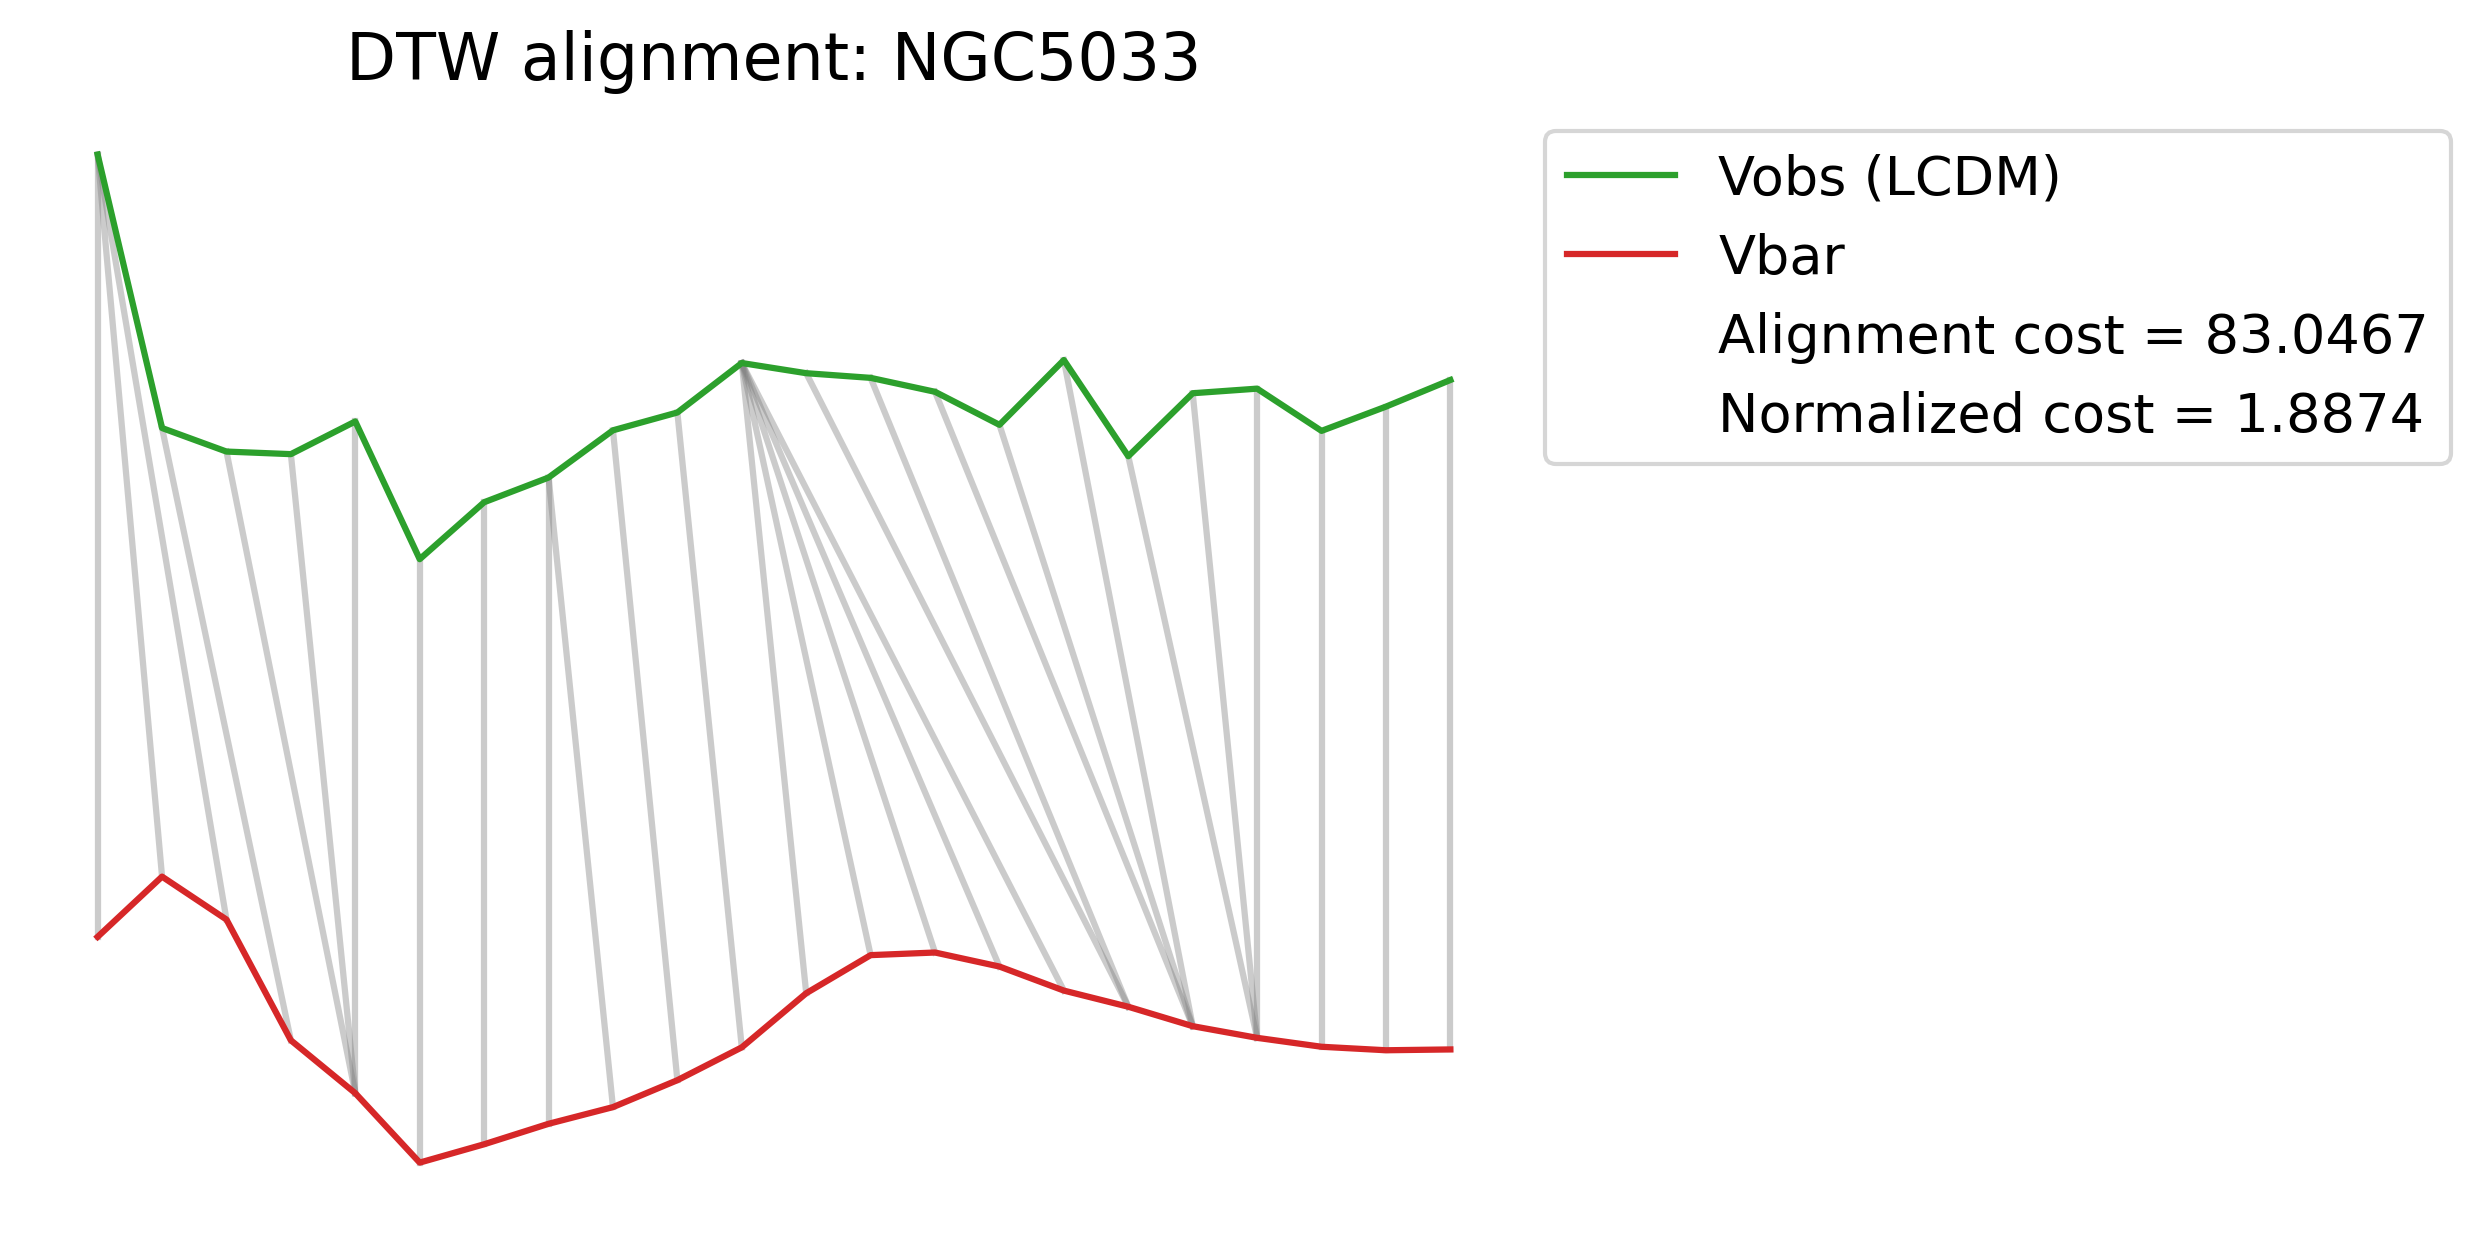 DTW alignment: NGC5033
Vobs (LCDM)
Vbar
Alignment cost = 83.0467
Normalized cost = 1.8874